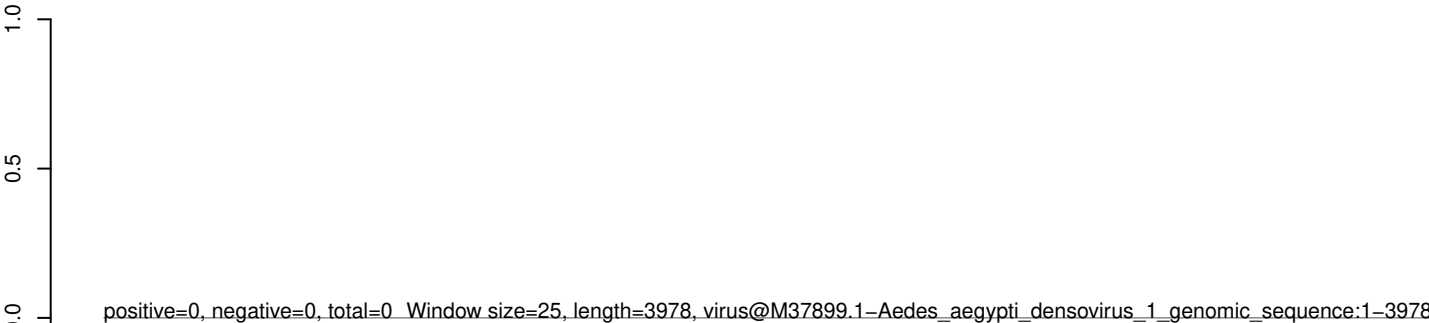 1.0
0.5
0.0
positive=0, negative=0, total=0 Window size=25, length=3978, virus@M37899.1−Aedes_aegypti_densovirus_1_genomic_sequence:1−3978